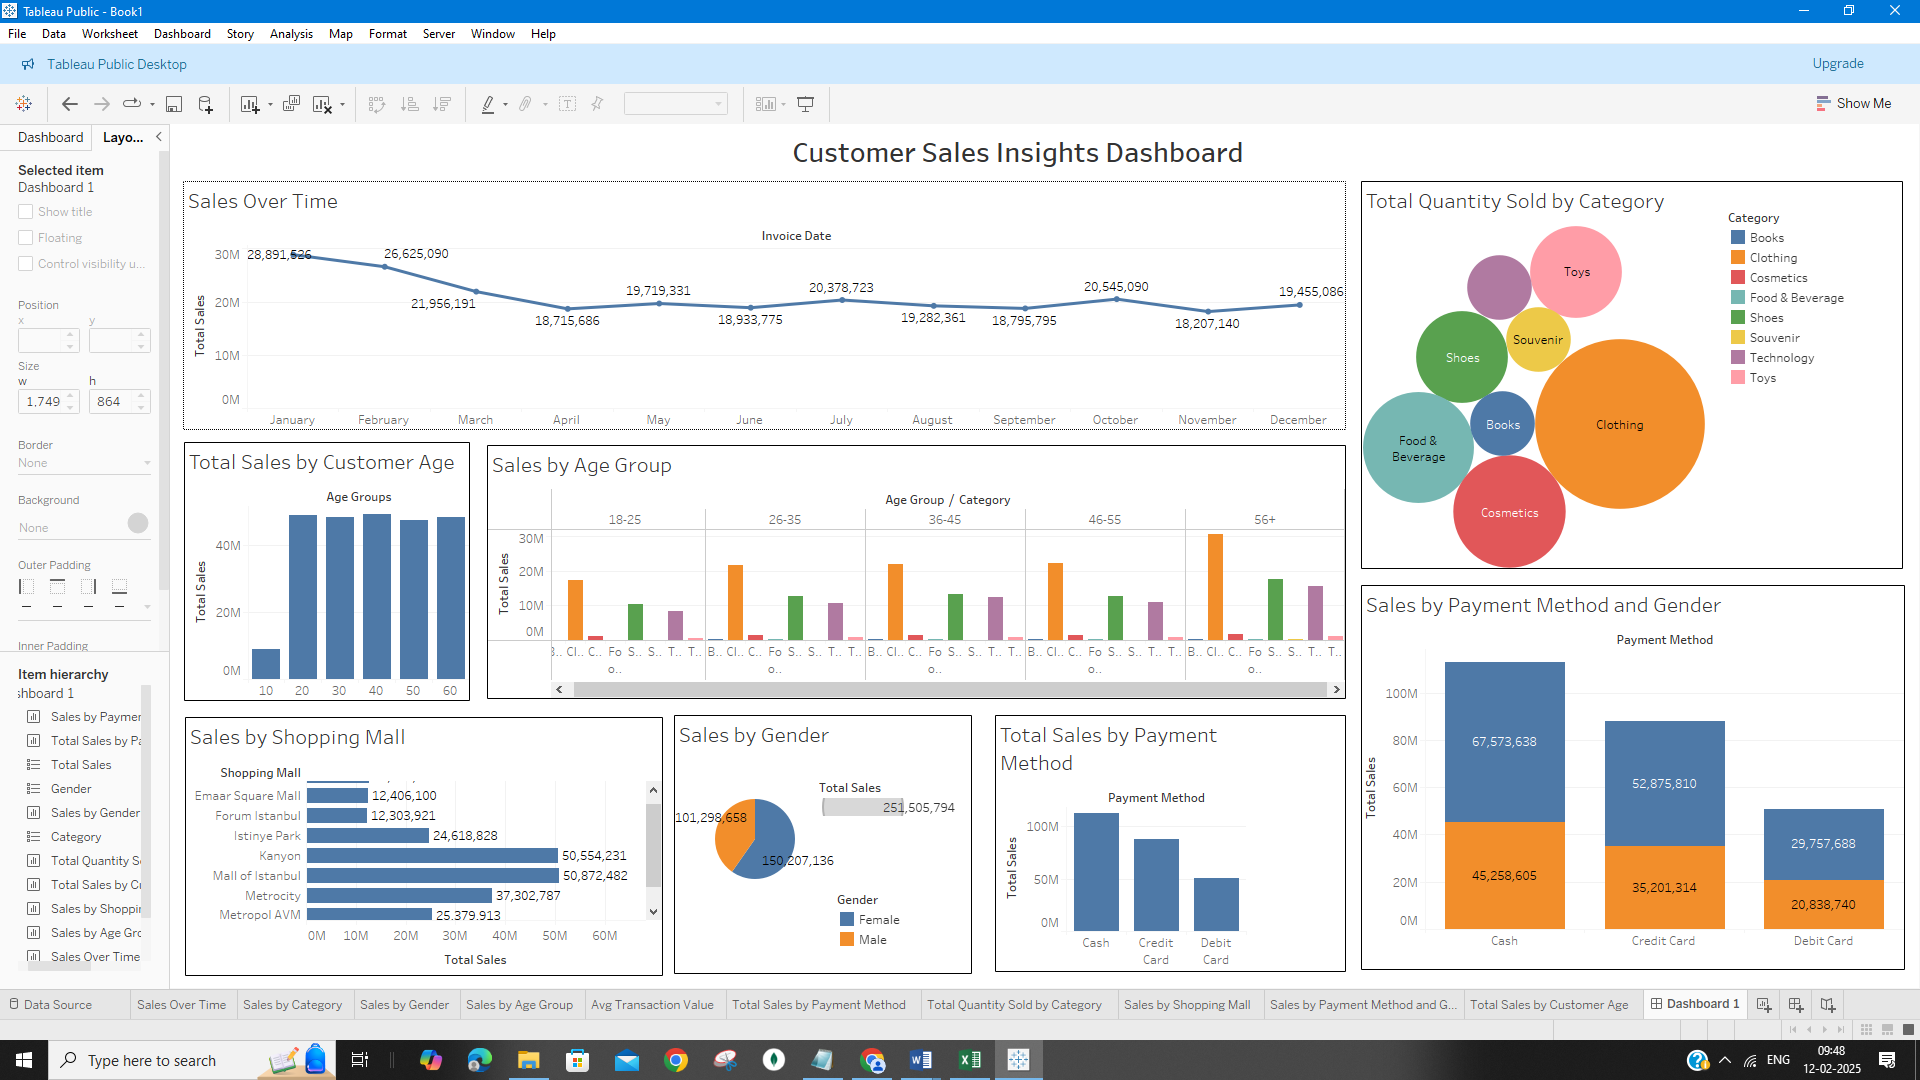 Tableau Public - Book1
File Data Worksheet Dashboard Story Analysis Map Format Server Window Help
Tableau Public Desktop
Upgrade
Show Me
Dashboard
Layo...
Selected item
Dashboard 1
Show title
Floating
Control visibility u...
Position
x y
Size
w h
1,749 864
Border
None
Background
None
Outer Padding
Inner Padding
Item hierarchy
shboard 1
Sales by Paymer
Total Sales by Pa
Total Sales
Gender
Sales by Gender
Category
Total Quantity S
Total Sales by C
Sales by Shoppi
Sales by Age Gro
Sales Over Time
Customer Sales Insights Dashboard
Sales Over Time
Invoice Date
Total Sales
30M
20M
10M
0M
28,891,526
26,625,090
21,956,191
18,715,686
19,719,331
18,933,775
20,378,723
19,282,361
18,795,795
20,545,090
18,207,140
19,455,086
January February March April May June July August September October November December
Total Quantity Sold by Category
Category
Books
Clothing
Cosmetics
Food & Beverage
Shoes
Souvenir
Technology
Toys
Toys
Souvenir
Shoes
Books
Clothing
Food &
Beverage
Cosmetics
Total Sales by Customer Age
Age Groups
Total Sales
40M
20M
0M
10 20 30 40 50 60
Sales by Age Group
Age Group / Category
18-25 26-35 36-45 46-55 56+
Total Sales
30M
20M
10M
0M
B.. Cl.. C.. Fo S.. S.. T.. T.. B.. Cl.. C.. Fo S.. S.. T.. T.. B.. Cl.. C.. Fo S.. S.. T.. T.. B.. Cl.. C.. Fo S.. S.. T.. T.. B.. Cl.. C.. Fo S.. S.. T.. T..
o.. o.. o.. o.. o..
Sales by Payment Method and Gender
Payment Method
Total Sales
100M
80M
60M
40M
20M
0M
67,573,638
45,258,605
52,875,810
35,201,314
29,757,688
20,838,740
Cash Credit Card Debit Card
Sales by Shopping Mall
Shopping Mall
Emaar Square Mall 12,406,100
Forum Istanbul 12,303,921
Istinye Park 24,618,828
Kanyon 50,554,231
Mall of Istanbul 50,872,482
Metrocity 37,302,787
Metropol AVM 25,379,913
0M 10M 20M 30M 40M 50M 60M
Total Sales
Sales by Gender
Total Sales
251,505,794
101,298,658
150,207,136
Gender
Female
Male
Total Sales by Payment
Method
Payment Method
Total Sales
100M
50M
0M
Cash Credit Debit
Card Card
Data Source Sales Over Time Sales by Category Sales by Gender Sales by Age Group Avg Transaction Value Total Sales by Payment Method Total Quantity Sold by Category Sales by Shopping Mall Sales by Payment Method and G... Total Sales by Customer Age Dashboard 1
Type here to search
ENG
09:48
12-02-2025